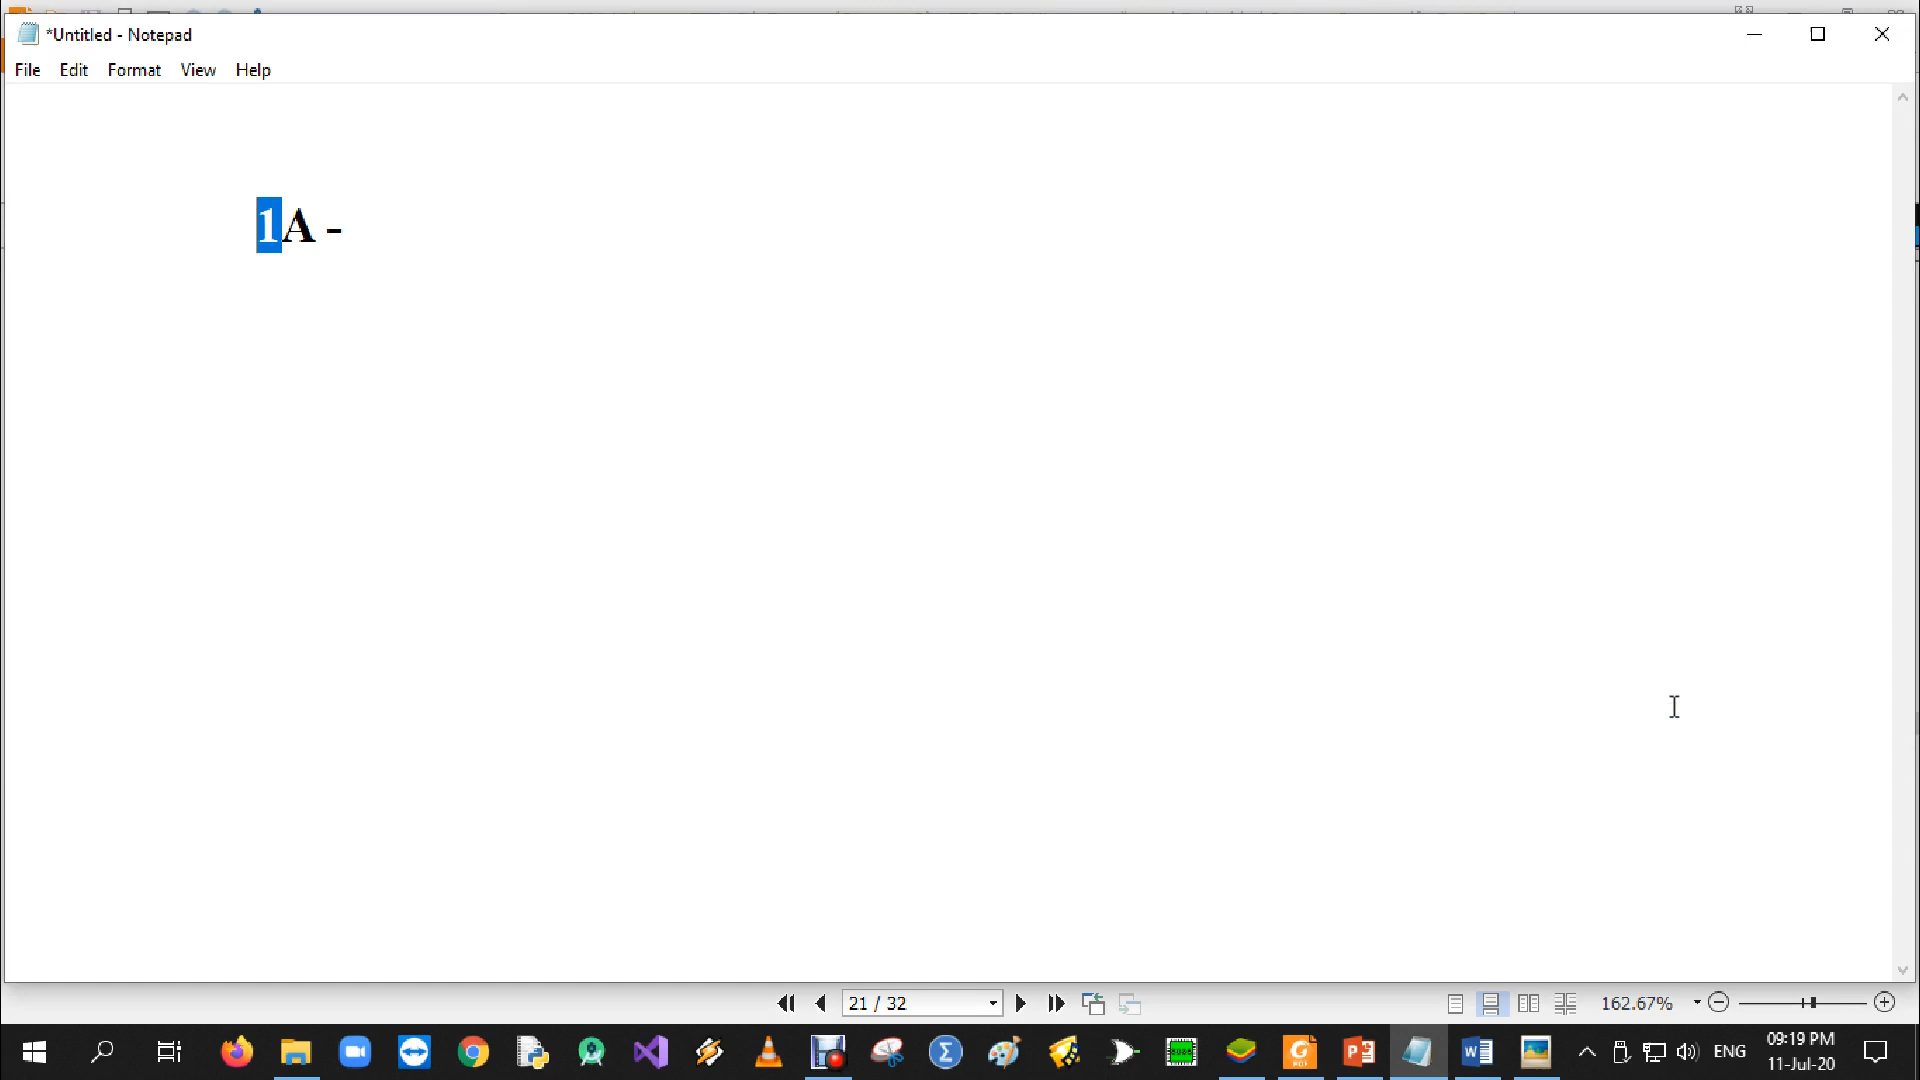 *Untitled - Notepad
File Edit Format View Help
1A -
21 / 32
162.67%
ENG
09:19 PM
11-Jul-20